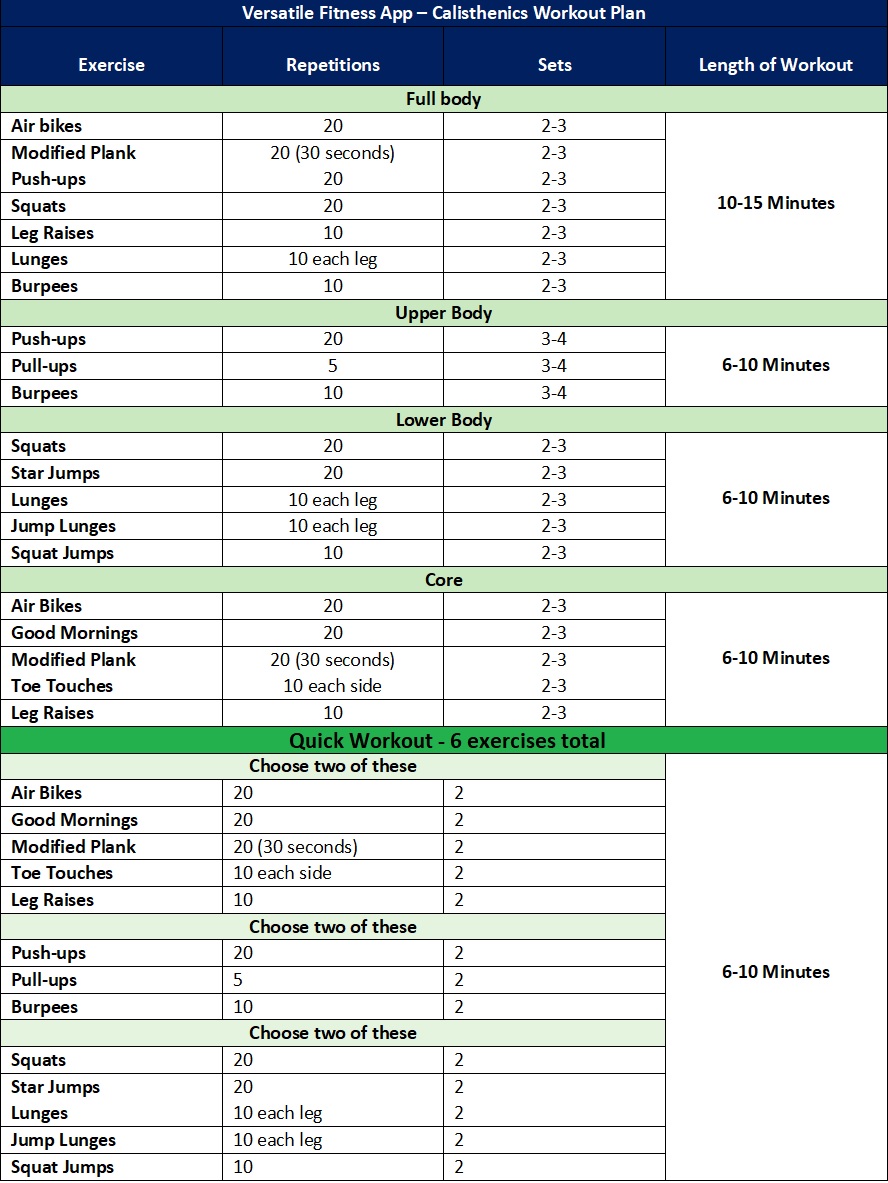 Versatile Fitness App – Calisthenics Workout Plan
Exercise Repetitions Sets Length of Workout
Full body
Air bikes 20 2-3
Modified Plank 20 (30 seconds) 2-3
Push-ups 20 2-3
Squats 20 2-3
10-15 Minutes
Leg Raises 10 2-3
Lunges 10 each leg 2-3
Burpees 10 2-3
Upper Body
Push-ups 20 3-4
Pull-ups 5 3-4 6-10 Minutes
Burpees 10 3-4
Lower Body
Squats 20 2-3
Star Jumps 20 2-3
Lunges 10 each leg 2-3 6-10 Minutes
Jump Lunges 10 each leg 2-3
Squat Jumps 10 2-3
Core
Air Bikes 20 2-3
Good Mornings 20 2-3
Modified Plank 20 (30 seconds) 2-3 6-10 Minutes
Toe Touches 10 each side 2-3
Leg Raises 10 2-3
Quick Workout - 6 exercises total
Choose two of these
Air Bikes 20 2
Good Mornings 20 2
Modified Plank 20 (30 seconds) 2
Toe Touches 10 each side 2
Leg Raises 10 2
Choose two of these
Push-ups 20 2
Pull-ups 5 2 6-10 Minutes
Burpees 10 2
Choose two of these
Squats 20 2
Star Jumps 20 2
Lunges 10 each leg 2
Jump Lunges 10 each leg 2
Squat Jumps 10 2